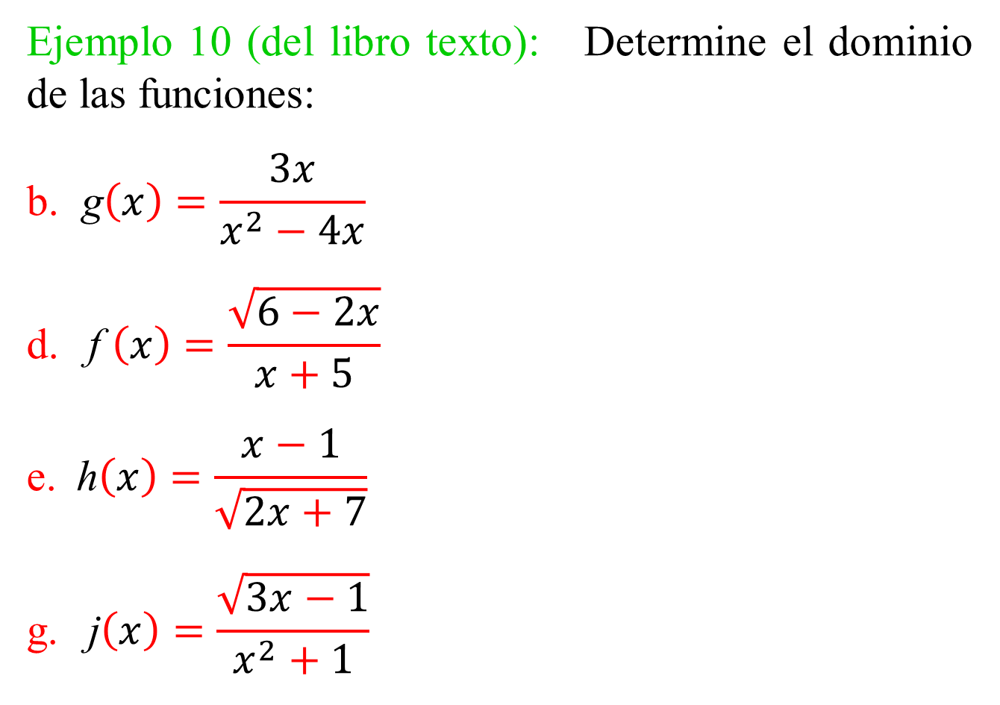 Ejemplo 10 (del libro texto): Determine el dominio
de las funciones:
b. g(x) = \frac{3x}{x^2 - 4x}
d. f(x) = \frac{\sqrt{6 - 2x}}{x + 5}
e. h(x) = \frac{x - 1}{\sqrt{2x + 7}}
g. j(x) = \frac{\sqrt{3x - 1}}{x^2 + 1}